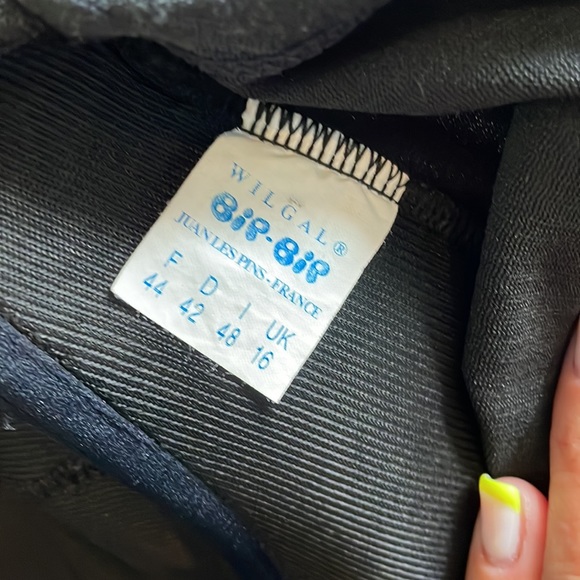 WILGAL®
Bip-Bip
JUAN LES PINS - FRANCE
F D I UK
44 42 48 16